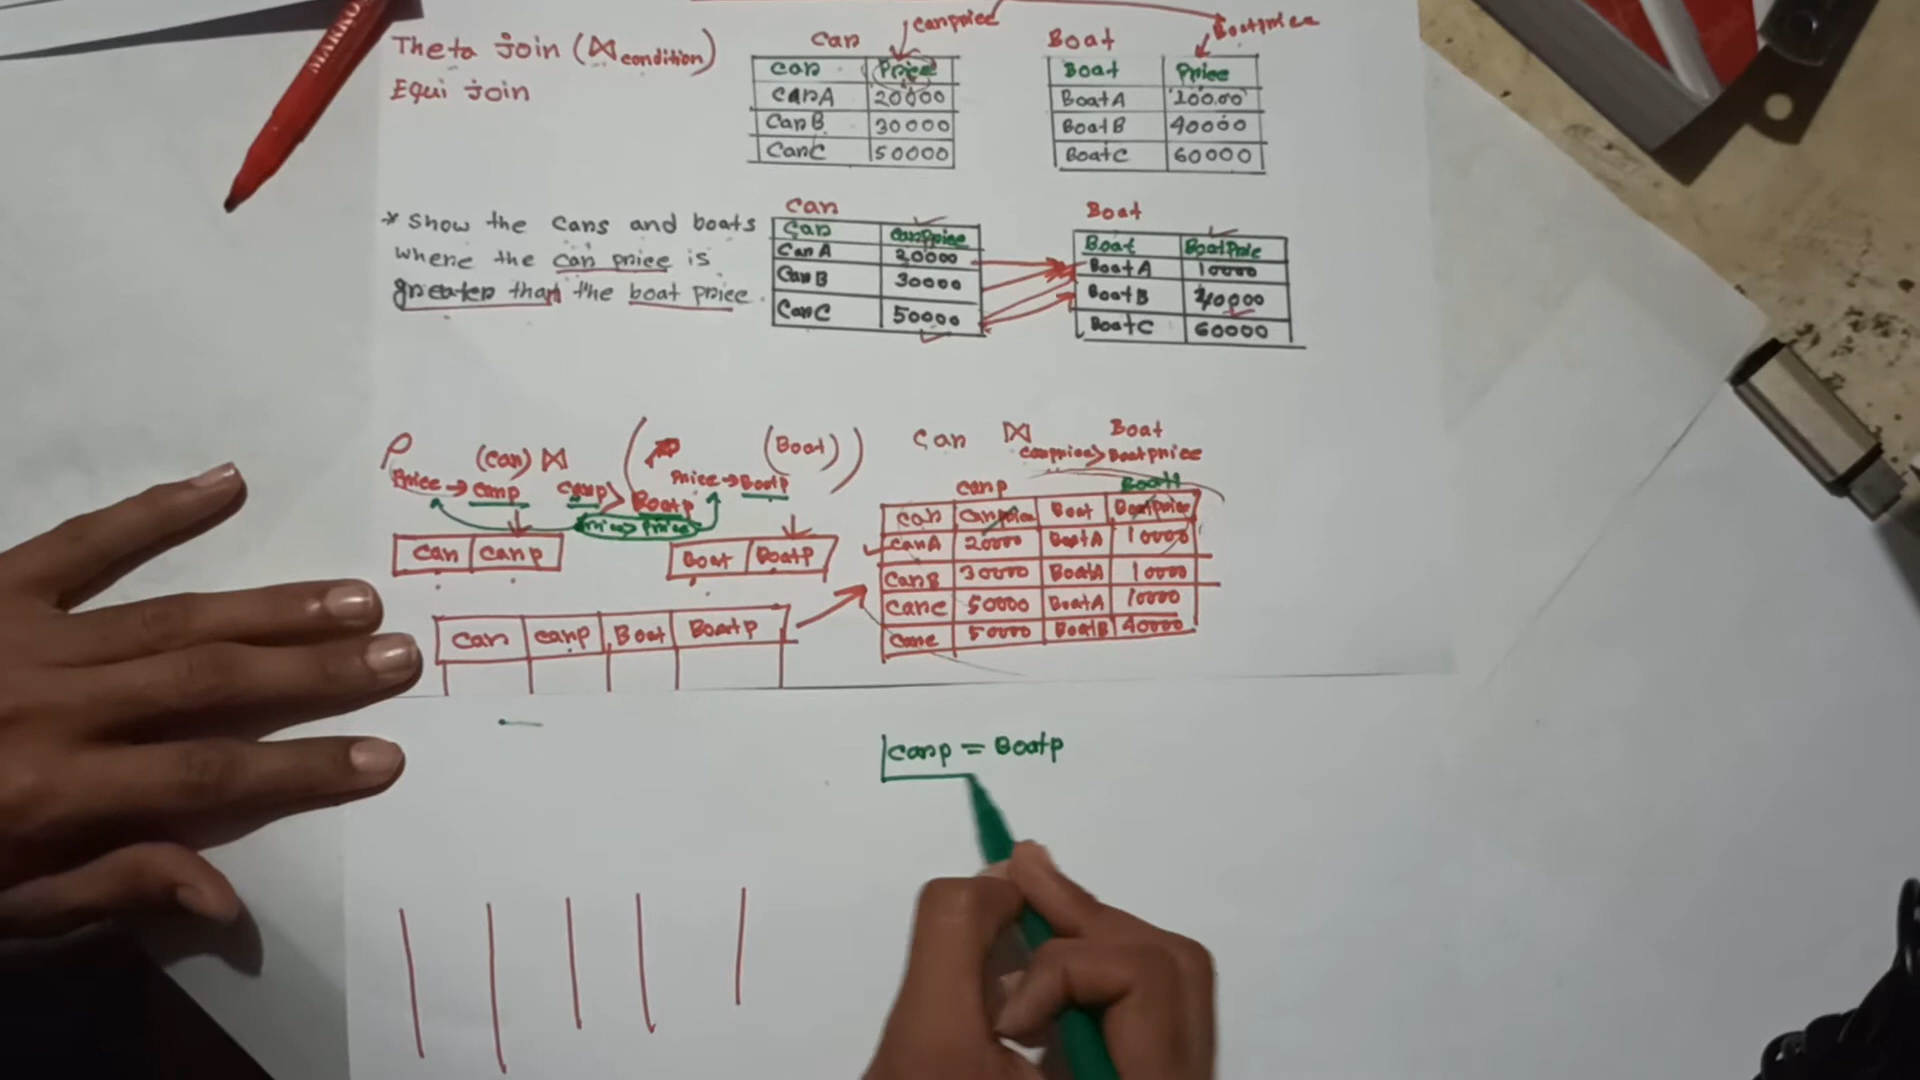 Theta join (⋈condition)
Equi join
carprice
car
car | Price
carA | 20000
CarB | 30000
CarC | 50000
Boatprice
Boat
Boat | Price
BoatA
BoatB | 40000
BoatC | 60000
* Show the cars and boats
where the car price is
greater than the boat price.
car
Car | carprice
CarA | 20000
CarB | 30000
CarC | 50000
Boat
Boat
BoatA | 10000
BoatB | 40000
BoatC | 60000
ρ Price → carp (car) ⋈ carp > Boatp ( ρ Price → Boatp (Boat) )
Price > Price
car | carp
Boat | Boatp
car | carp | Boat | Boatp
Car ⋈ carprice > Boatprice Boat
carp
car | carprice | Boat | Boatprice
carA | 20000 | BoatA | 10000
CarB | 30000 | BoatA | 10000
CarC | 50000 | BoatA | 10000
CarC | 50000 | BoatB | 40000
carp = Boatp